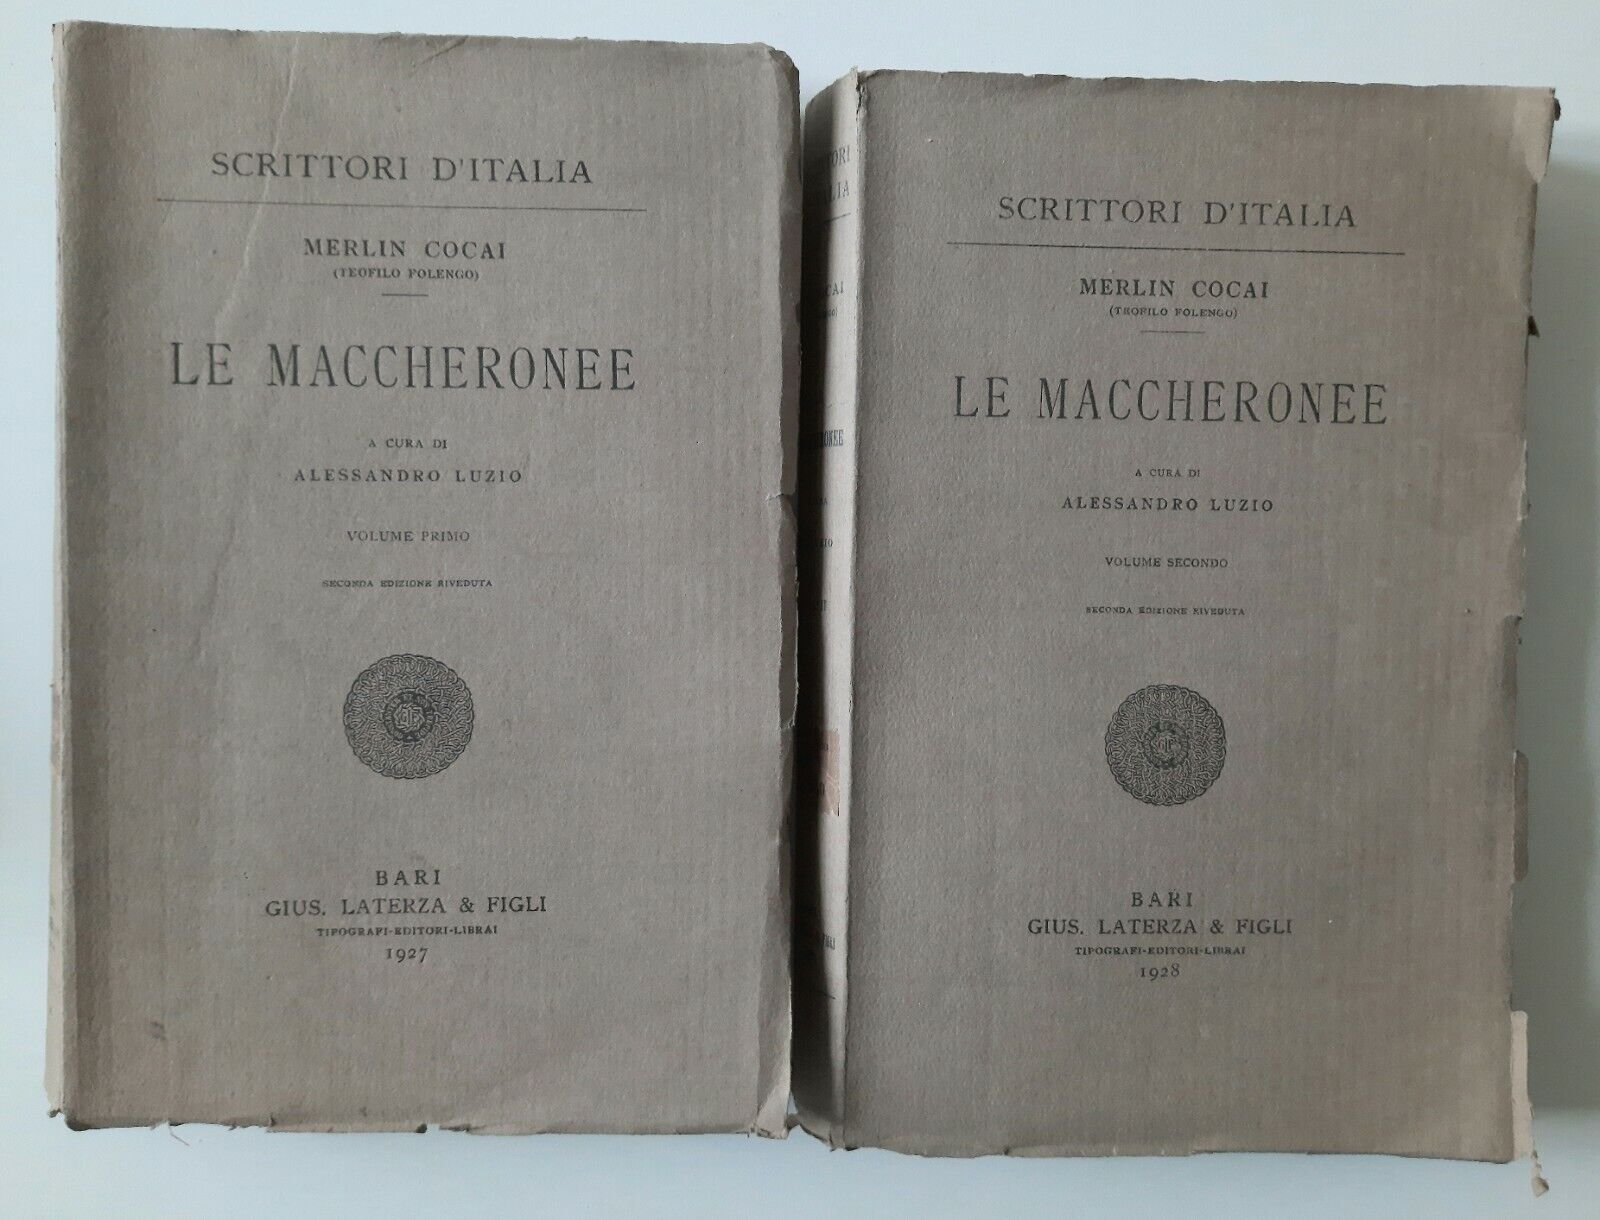 SCRITTORI D'ITALIA
MERLIN COCAI
(TEOFILO FOLENGO)
LE MACCHERONEE
A CURA DI
ALESSANDRO LUZIO
VOLUME PRIMO
SECONDA EDIZIONE RIVEDUTA
BARI
GIUS. LATERZA & FIGLI
TIPOGRAFI-EDITORI-LIBRAI
1927
SCRITTORI D'ITALIA
MERLIN COCAI
(TEOFILO FOLENGO)
LE MACCHERONEE
A CURA DI
ALESSANDRO LUZIO
VOLUME SECONDO
SECONDA EDIZIONE RIVEDUTA
BARI
GIUS. LATERZA & FIGLI
TIPOGRAFI-EDITORI-LIBRAI
1928